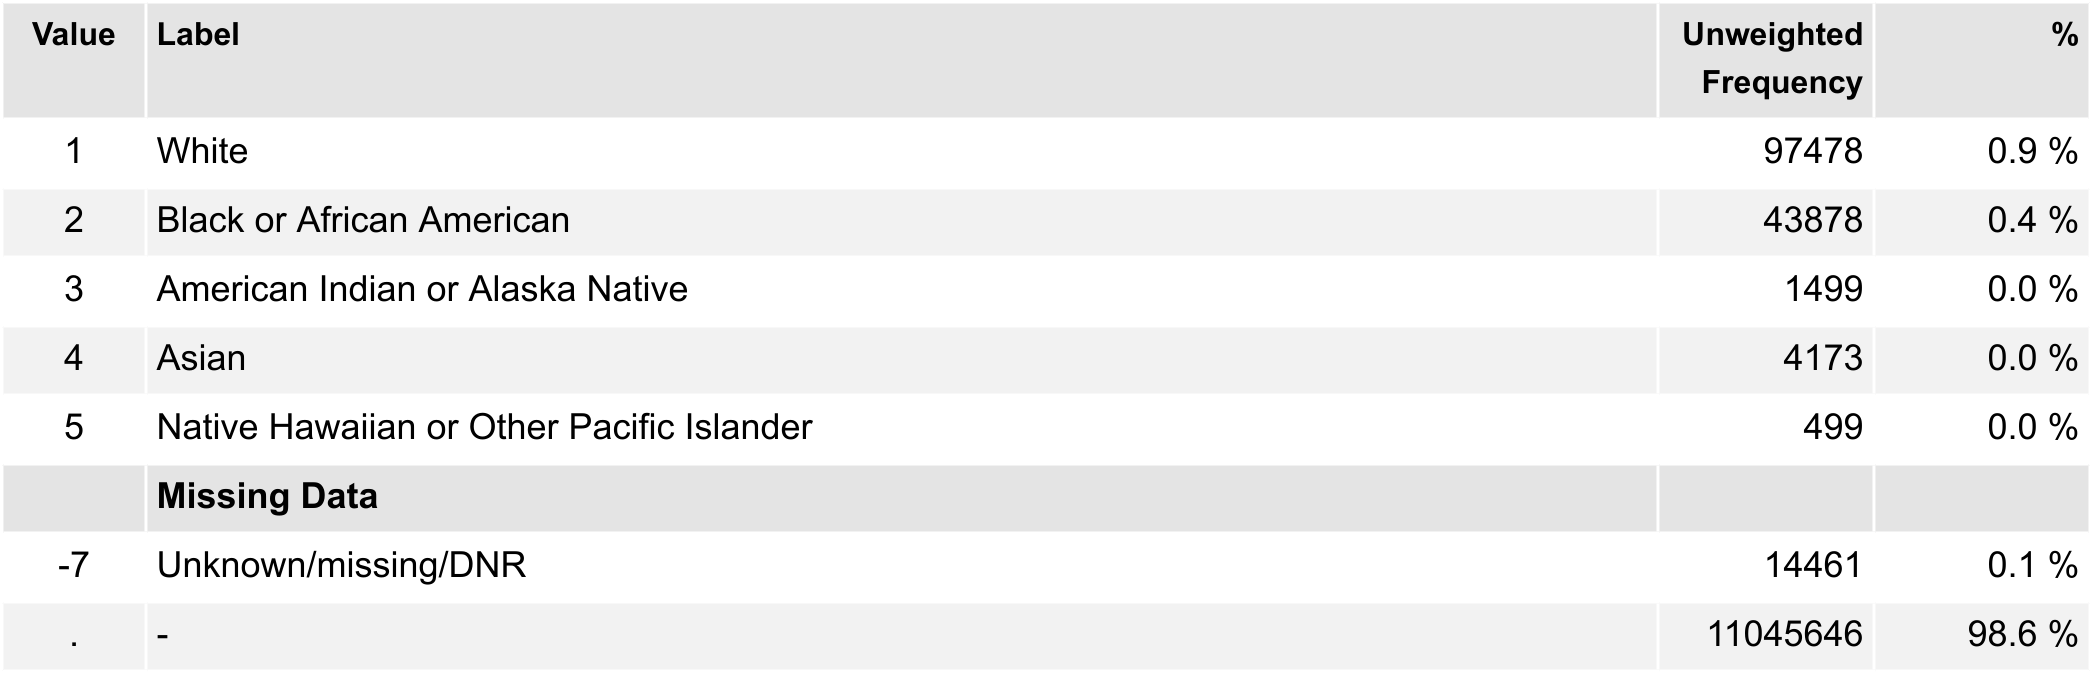 Value Label Unweighted Frequency %
1 White 97478 0.9 %
2 Black or African American 43878 0.4 %
3 American Indian or Alaska Native 1499 0.0 %
4 Asian 4173 0.0 %
5 Native Hawaiian or Other Pacific Islander 499 0.0 %
Missing Data
-7 Unknown/missing/DNR 14461 0.1 %
. - 11045646 98.6 %